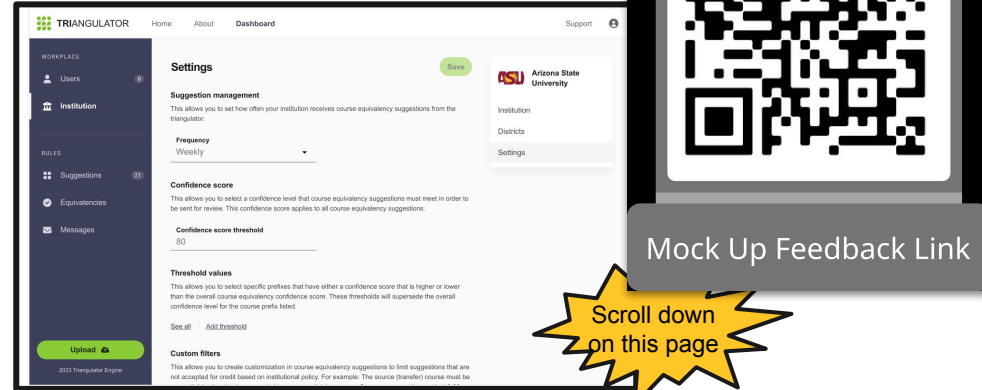 TRIANGULATOR
Home About Dashboard
Support
WORKPLACE
Users 8
Institution
RULES
Suggestions 21
Equivalencies
Messages
Upload
2023 Triangulator Engine
Settings
Save
Suggestion management
This allows you to set how often your institution receives course equivalency suggestions from the
triangulator.
Frequency
Weekly
Confidence score
This allows you to select a confidence level that course equivalency suggestions must meet in order to
be sent for review. This confidence score applies to all course equivalency suggestions.
Confidence score threshold
80
Threshold values
This allows you to select specific prefixes that have either a confidence score that is higher or lower
than the overall course equivalency confidence score. These thresholds will supersede the overall
confidence level for the course prefix listed.
See all Add threshold
Custom filters
This allows you to create customization in course equivalency suggestions to limit suggestions that are
not accepted for credit based on institutional policy. For example: The source (transfer) course must be
ASU
Arizona State
University
Institution
Districts
Settings
Mock Up Feedback Link
Scroll down
on this page